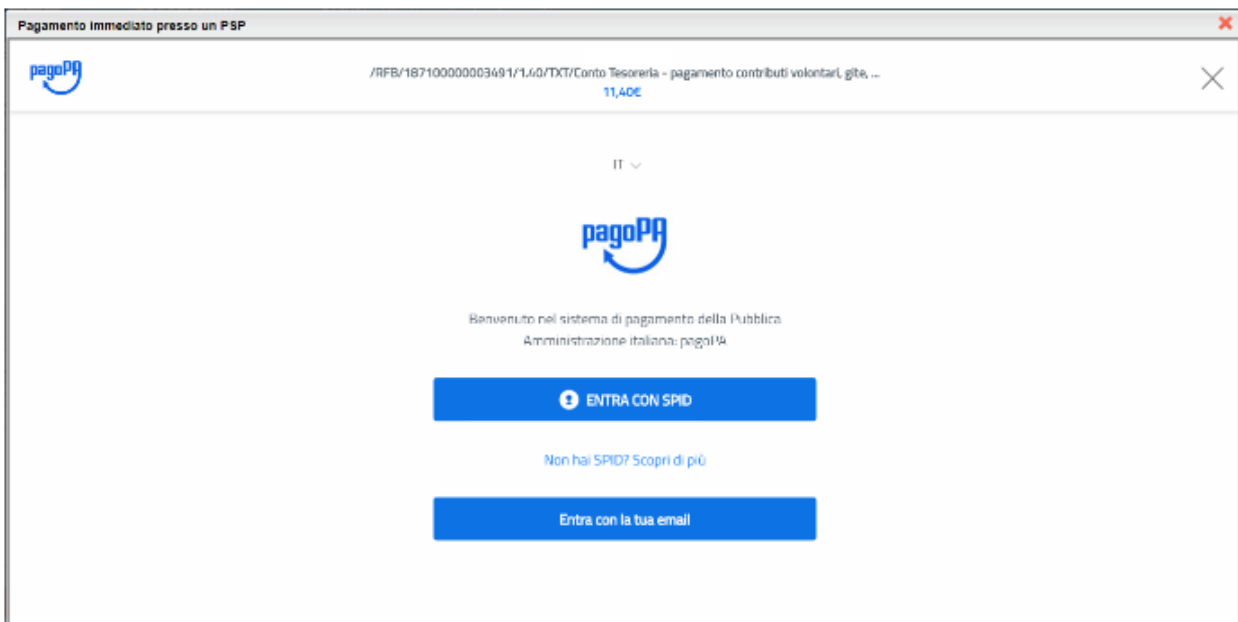 Pagamento immediato presso un PSP
pagoPA
/RFB/187100000003491/1.40/TXT/Conto Tesoreria - pagamento contributi volontari, gite, ...
11,40€
IT
pagoPA
Benvenuto nel sistema di pagamento della Pubblica
Amministrazione italiana: pagoPA
ENTRA CON SPID
Non hai SPID? Scopri di più
Entra con la tua email